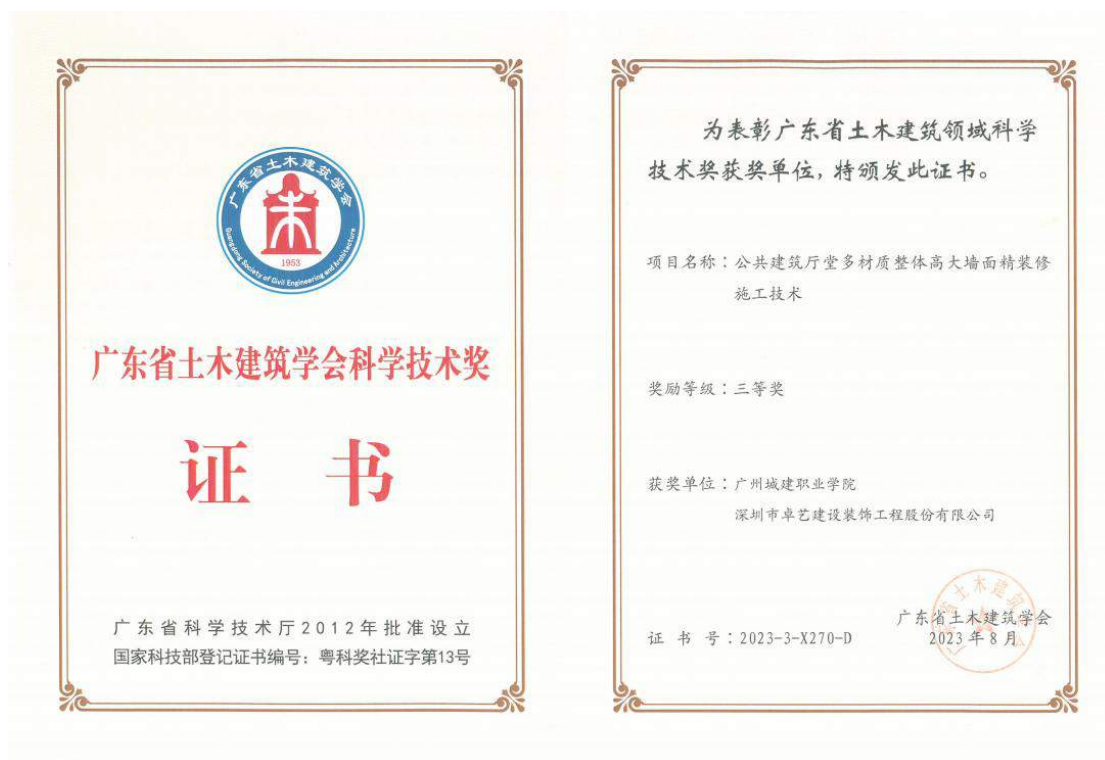 广东省土木建筑学会
1953
Guangdong Society of Civil Engineering and Architecture
广东省土木建筑学会科学技术奖
证 书
广东省科学技术厅2012年批准设立
国家科技部登记证书编号：粤科奖社证字第13号
为表彰广东省土木建筑领域科学
技术奖获奖单位，特颁发此证书。
项目名称：公共建筑厅堂多材质整体高大墙面精装修
施工技术
奖励等级：三等奖
获奖单位：广州城建职业学院
深圳市卓艺建设装饰工程股份有限公司
广东省土木建筑学会
证 书 号：2023-3-X270-D
2023年8月
广东省土木建筑学会